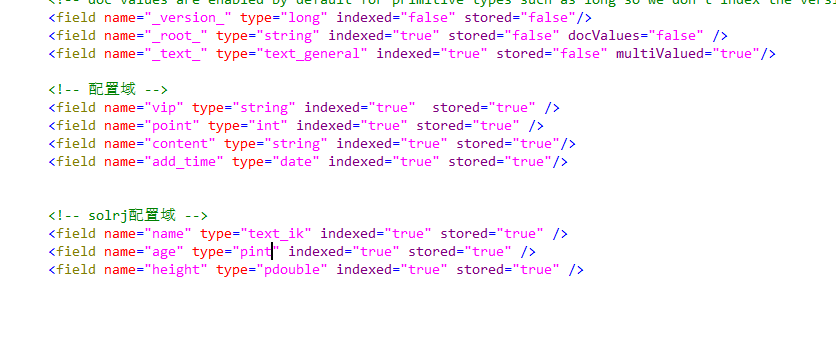 <!-- doc values are enabled by default for primitive types such as long so we don't index the vers
<field name="_version_" type="long" indexed="false" stored="false"/>
<field name="_root_" type="string" indexed="true" stored="false" docValues="false" />
<field name="_text_" type="text_general" indexed="true" stored="false" multiValued="true"/>
<!-- 配置域 -->
<field name="vip" type="string" indexed="true"  stored="true" />
<field name="point" type="int" indexed="true" stored="true" />
<field name="content" type="string" indexed="true" stored="true"/>
<field name="add_time" type="date" indexed="true" stored="true"/>
<!-- solrj配置域 -->
<field name="name" type="text_ik" indexed="true" stored="true" />
<field name="age" type="pint" indexed="true" stored="true" />
<field name="height" type="pdouble" indexed="true" stored="true" />